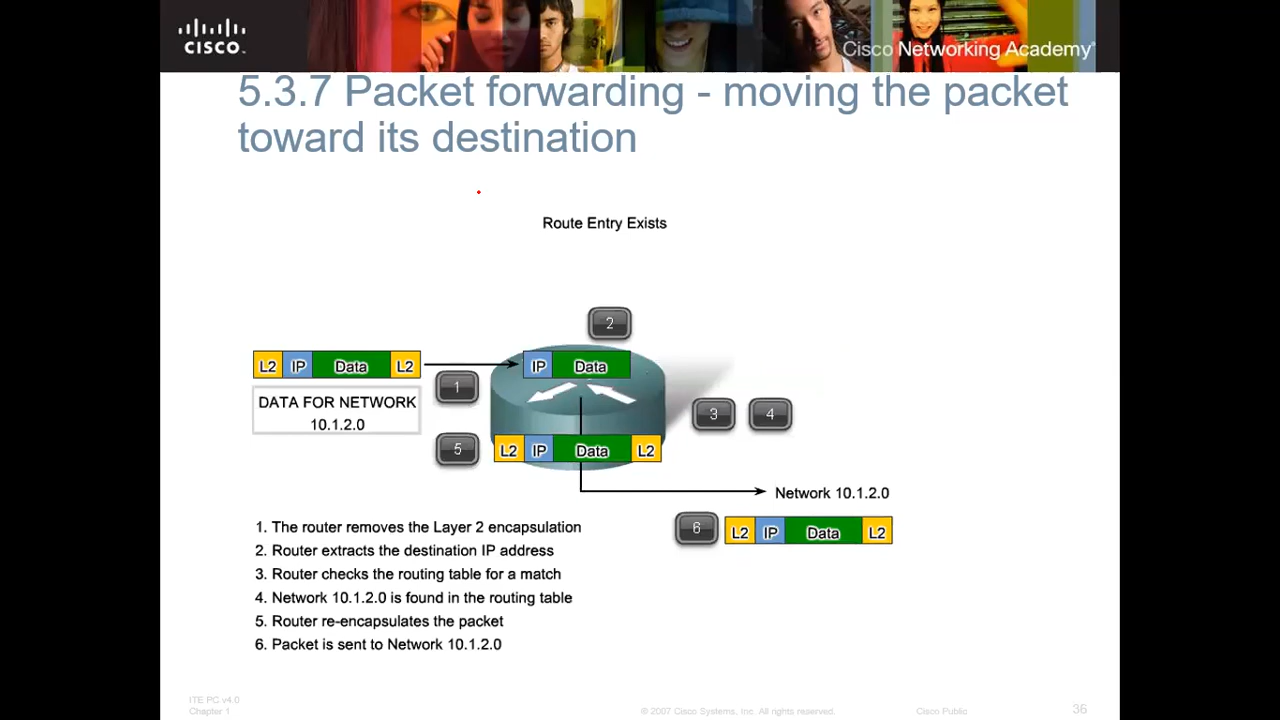 CISCO
Cisco Networking Academy
5.3.7 Packet forwarding - moving the packet
toward its destination
Route Entry Exists
2
L2 IP Data L2
IP Data
1
DATA FOR NETWORK
10.1.2.0
3 4
5
L2 IP Data L2
Network 10.1.2.0
6
L2 IP Data L2
1. The router removes the Layer 2 encapsulation
2. Router extracts the destination IP address
3. Router checks the routing table for a match
4. Network 10.1.2.0 is found in the routing table
5. Router re-encapsulates the packet
6. Packet is sent to Network 10.1.2.0
ITE PC v4.0
Chapter 1
© 2007 Cisco Systems, Inc. All rights reserved.
Cisco Public
36